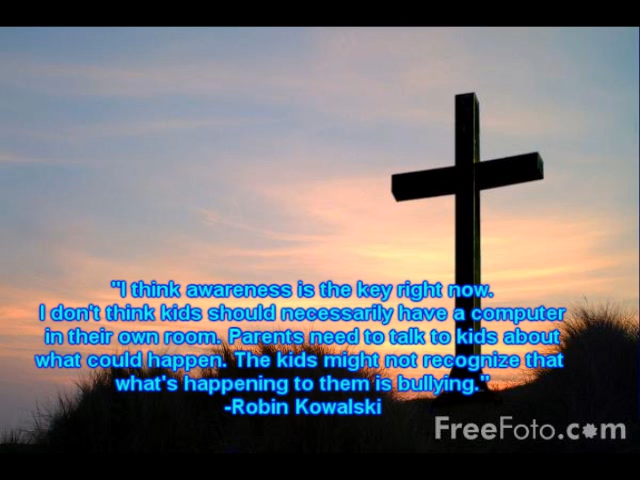 "I think awareness is the key right now.
I don't think kids should necessarily have a computer
in their own room. Parents need to talk to kids about
what could happen. The kids might not recognize that
what's happening to them is bullying."
-Robin Kowalski
FreeFoto.com